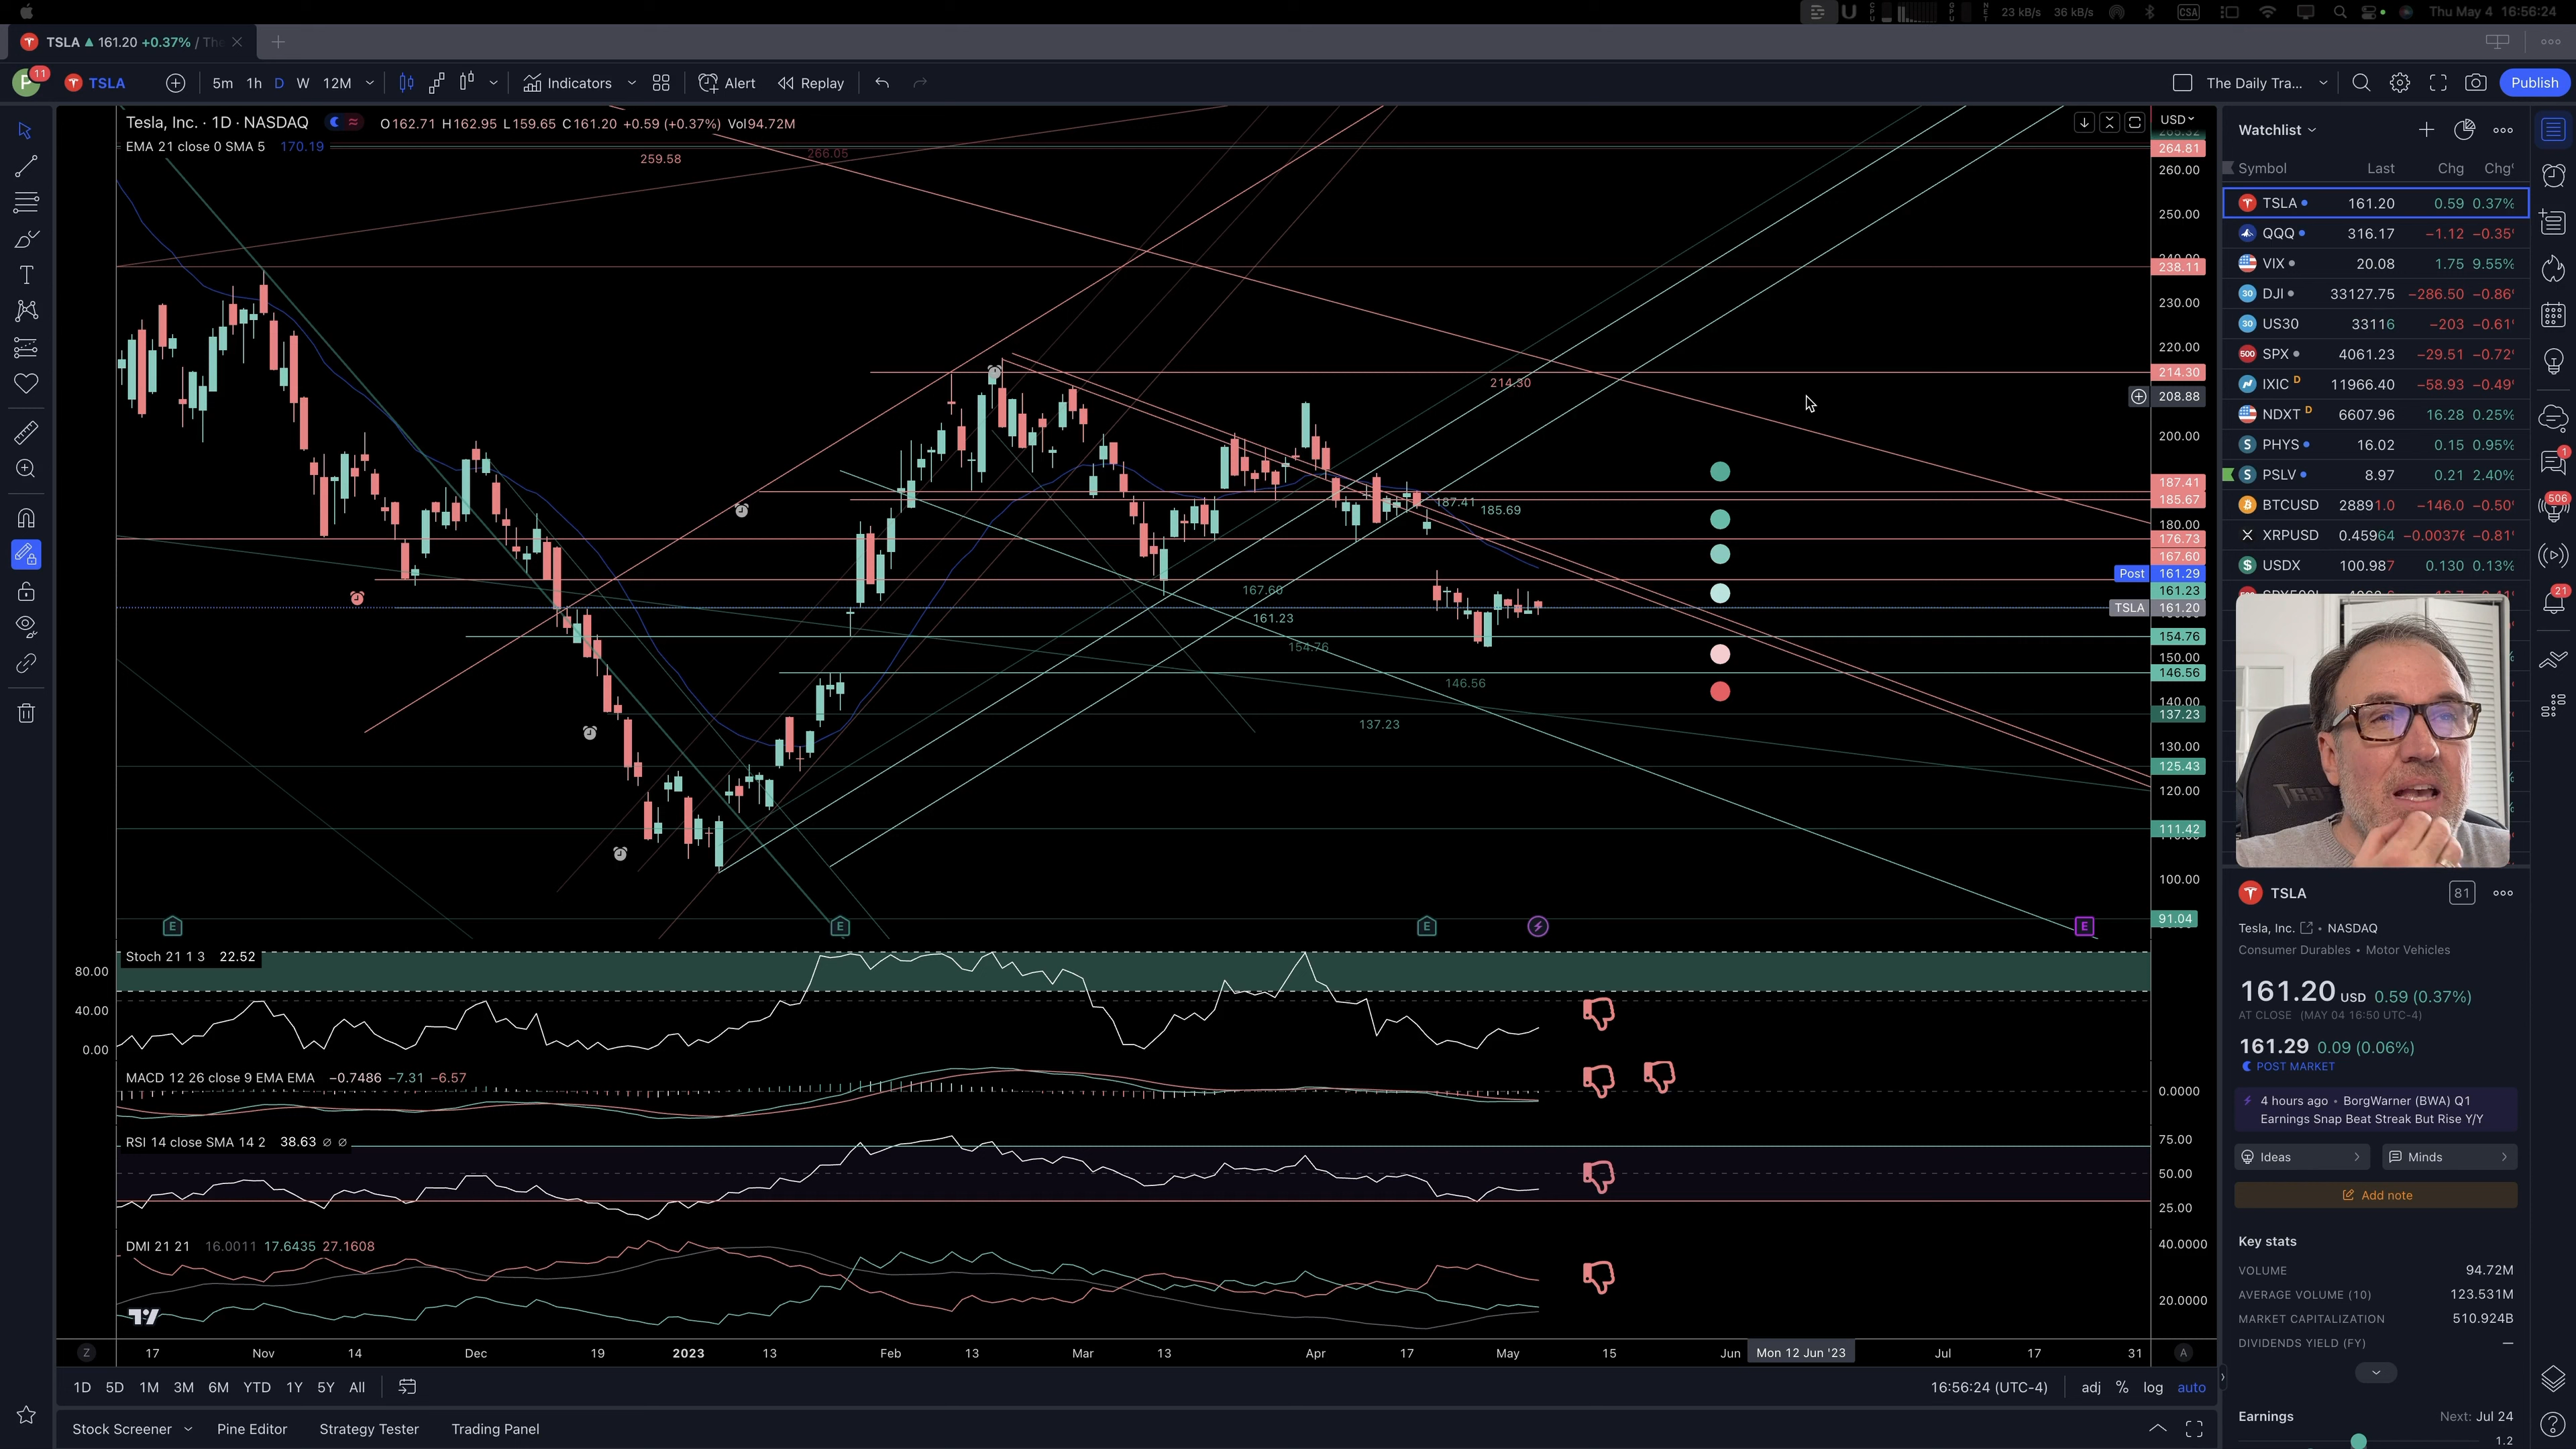 CPU
GPU
NET
23 kB/s
36 kB/s
CSA
Thu May 4 16:56:24
TSLA ▲ 161.20 +0.37% / The
P
11
TSLA
5m 1h D W 12M
Indicators
Alert
Replay
The Daily Tra...
Publish
Tesla, Inc. · 1D · NASDAQ
O162.71 H162.95 L159.65 C161.20 +0.59 (+0.37%) Vol94.72M
EMA 21 close 0 SMA 5 170.19
259.58
266.05
214.30
187.41
185.69
167.60
161.23
154.76
146.56
137.23
USD
264.81
260.00
250.00
238.11
230.00
220.00
214.30
208.88
200.00
187.41
185.67
180.00
176.73
167.60
Post 161.29
161.23
TSLA 161.20
154.76
150.00
146.56
140.00
137.23
130.00
125.43
120.00
111.42
100.00
91.04
E
E
E
E
Stoch 21 1 3 22.52
80.00
40.00
0.00
MACD 12 26 close 9 EMA EMA −0.7486 −7.31 −6.57
0.0000
RSI 14 close SMA 14 2 38.63 ∅ ∅
75.00
50.00
25.00
DMI 21 21 16.0011 17.6435 27.1608
40.0000
20.0000
Z
17 Nov 14 Dec 19 2023 13 Feb 13 Mar 13 Apr 17 May 15 Jun Mon 12 Jun '23 Jul 17 31
A
1D 5D 1M 3M 6M YTD 1Y 5Y All
16:56:24 (UTC-4)
adj % log auto
Stock Screener
Pine Editor
Strategy Tester
Trading Panel
Watchlist
Symbol Last Chg Chg%
TSLA 161.20 0.59 0.37%
QQQ 316.17 −1.12 −0.35%
VIX 20.08 1.75 9.55%
DJI 33127.75 −286.50 −0.86%
US30 33116 −203 −0.61%
SPX 4061.23 −29.51 −0.72%
IXIC D 11966.40 −58.93 −0.49%
NDXT D 6607.96 16.28 0.25%
PHYS 16.02 0.15 0.95%
PSLV 8.97 0.21 2.40%
BTCUSD 28891.0 −146.0 −0.50%
XRPUSD 0.45964 −0.00376 −0.81%
USDX 100.987 0.130 0.13%
1
506
21
TSLA
81
Tesla, Inc. • NASDAQ
Consumer Durables • Motor Vehicles
161.20 USD 0.59 (0.37%)
AT CLOSE (MAY 04 16:50 UTC-4)
161.29 0.09 (0.06%)
POST MARKET
4 hours ago • BorgWarner (BWA) Q1
Earnings Snap Beat Streak But Rise Y/Y
Ideas
Minds
Add note
Key stats
VOLUME 94.72M
AVERAGE VOLUME (10) 123.531M
MARKET CAPITALIZATION 510.924B
DIVIDENDS YIELD (FY) —
Earnings
Next: Jul 24
1.2